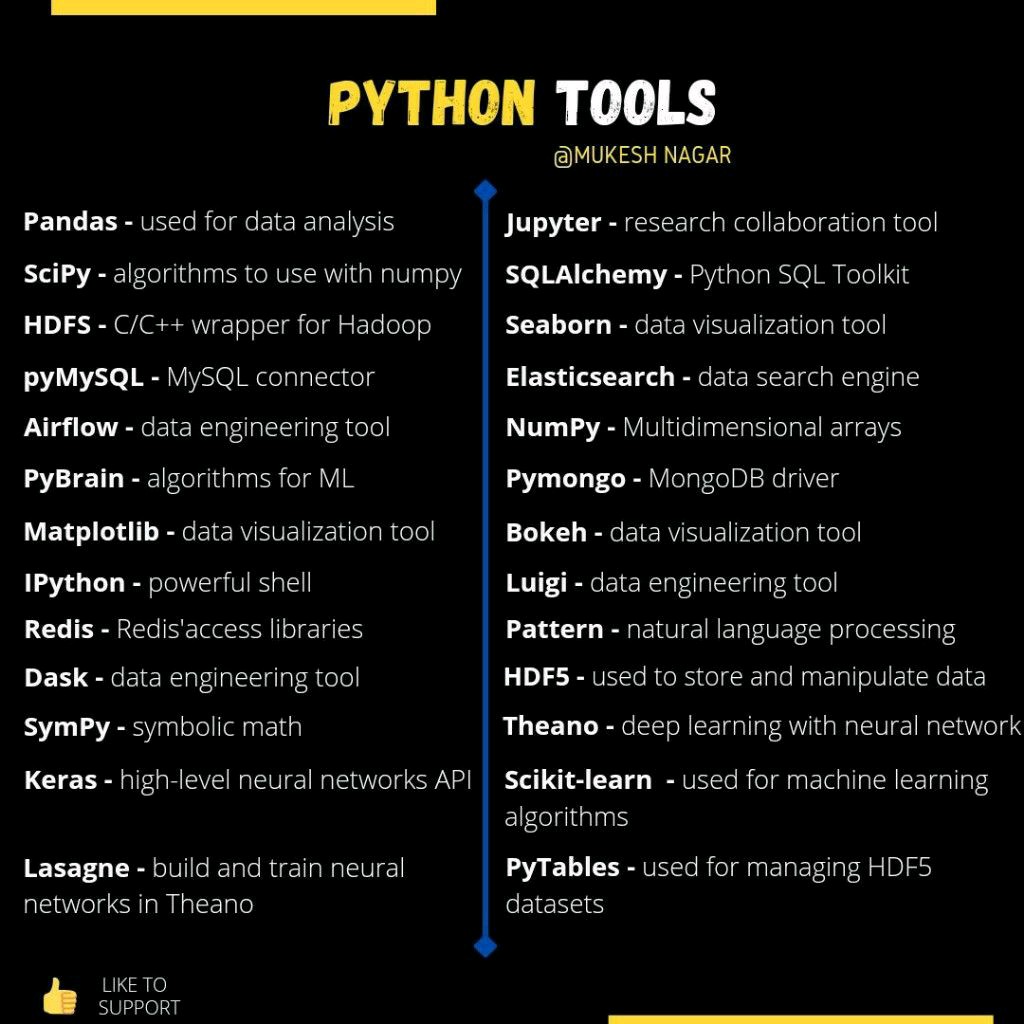 PYTHON TOOLS
@MUKESH NAGAR
Pandas - used for data analysis
SciPy - algorithms to use with numpy
HDFS - C/C++ wrapper for Hadoop
pyMySQL - MySQL connector
Airflow - data engineering tool
PyBrain - algorithms for ML
Matplotlib - data visualization tool
IPython - powerful shell
Redis - Redis'access libraries
Dask - data engineering tool
SymPy - symbolic math
Keras - high-level neural networks API
Lasagne - build and train neural
networks in Theano
Jupyter - research collaboration tool
SQLAlchemy - Python SQL Toolkit
Seaborn - data visualization tool
Elasticsearch - data search engine
NumPy - Multidimensional arrays
Pymongo - MongoDB driver
Bokeh - data visualization tool
Luigi - data engineering tool
Pattern - natural language processing
HDF5 - used to store and manipulate data
Theano - deep learning with neural network
Scikit-learn - used for machine learning
algorithms
PyTables - used for managing HDF5
datasets
LIKE TO
SUPPORT